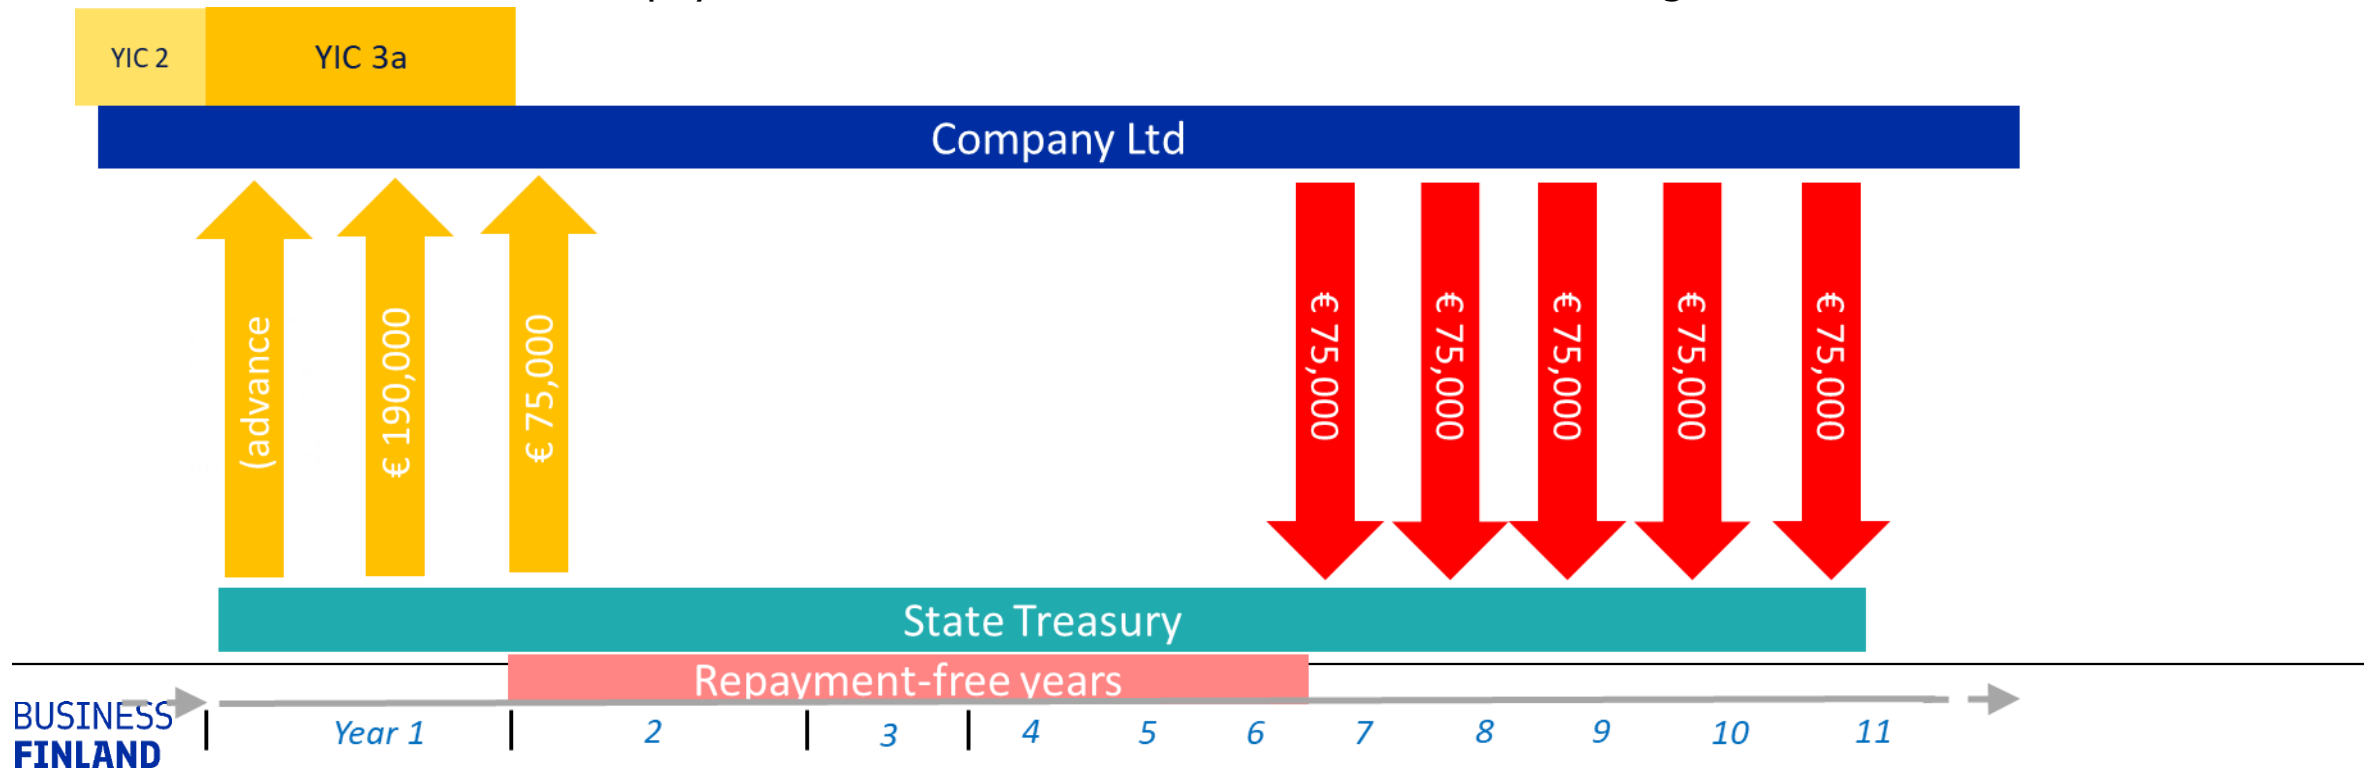 YIC 2
YIC 3a
Company Ltd
(advance
€ 190,000
€ 75,000
€ 75,000
€ 75,000
€ 75,000
€ 75,000
€ 75,000
State Treasury
Repayment-free years
BUSINESS
FINLAND
Year 1
2
3
4
5
6
7
8
9
10
11